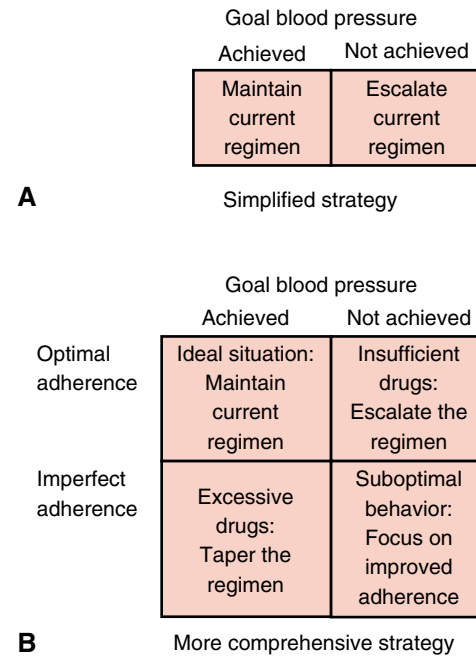 Goal blood pressure
Achieved Not achieved
Maintain
current
regimen
Escalate
current
regimen
A Simplified strategy
Goal blood pressure
Achieved Not achieved
Optimal
adherence
Ideal situation:
Maintain
current
regimen
Insufficient
drugs:
Escalate the
regimen
Imperfect
adherence
Excessive
drugs:
Taper the
regimen
Suboptimal
behavior:
Focus on
improved
adherence
B More comprehensive strategy